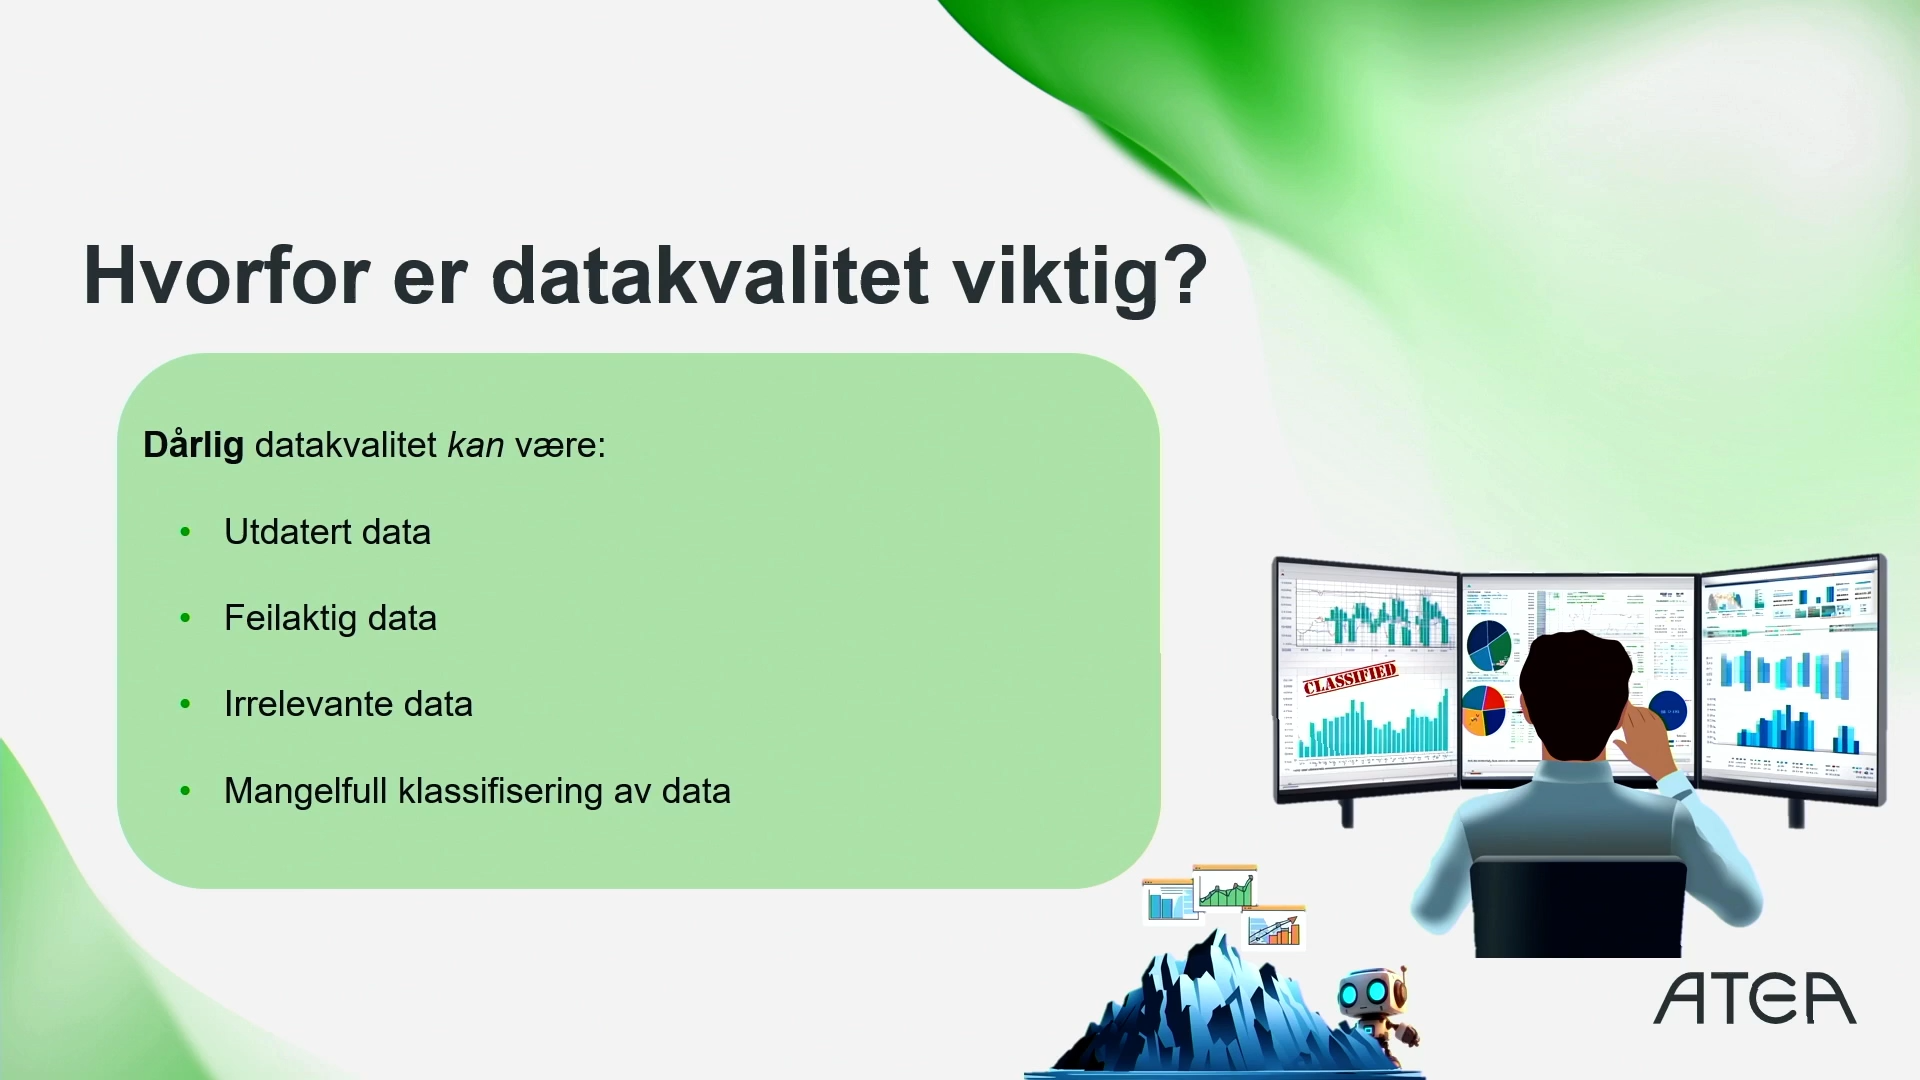 Hvorfor er datakvalitet viktig?
Dårlig datakvalitet kan være:
• Utdatert data
• Feilaktig data
• Irrelevante data
• Mangelfull klassifisering av data
CLASSIFIED
ATEA